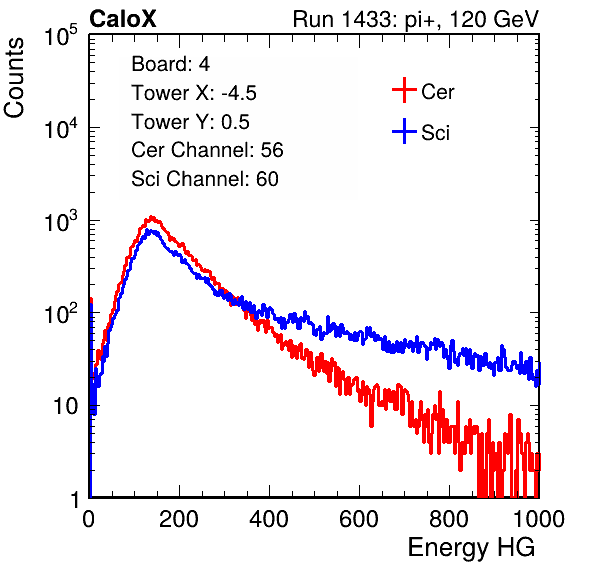 CaloX Run 1433: pi+, 120 GeV
Counts
Board: 4
Tower X: -4.5
Tower Y: 0.5
Cer Channel: 56
Sci Channel: 60
Cer
Sci
10^5
10^4
10^3
10^2
10
1
0 200 400 600 800 1000
Energy HG